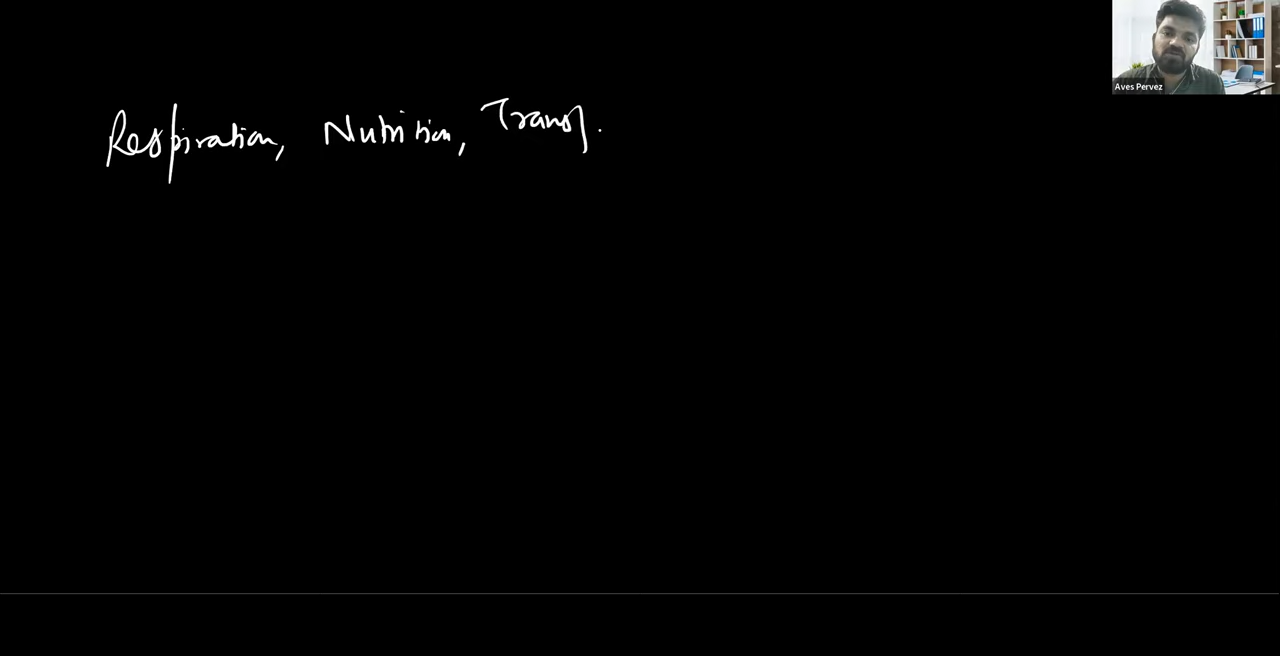 Aves Pervez
Respiration, Nutrition, Transp.